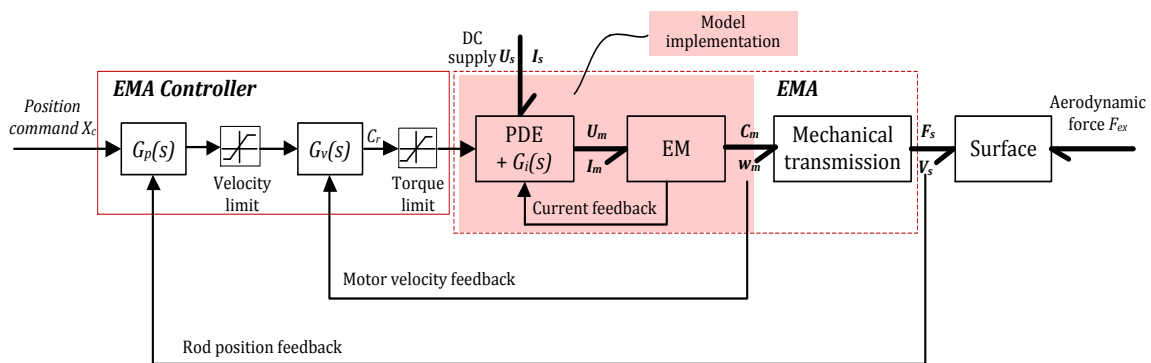 Model
implementation
DC
supply U_s I_s
EMA Controller
EMA
Position
command X_c
G_p(s)
Velocity
limit
G_v(s)
C_r
Torque
limit
PDE
+ G_i(s)
U_m
I_m
EM
C_m
w_m
Mechanical
transmission
F_s
V_s
Surface
Aerodynamic
force F_ex
Current feedback
Motor velocity feedback
Rod position feedback